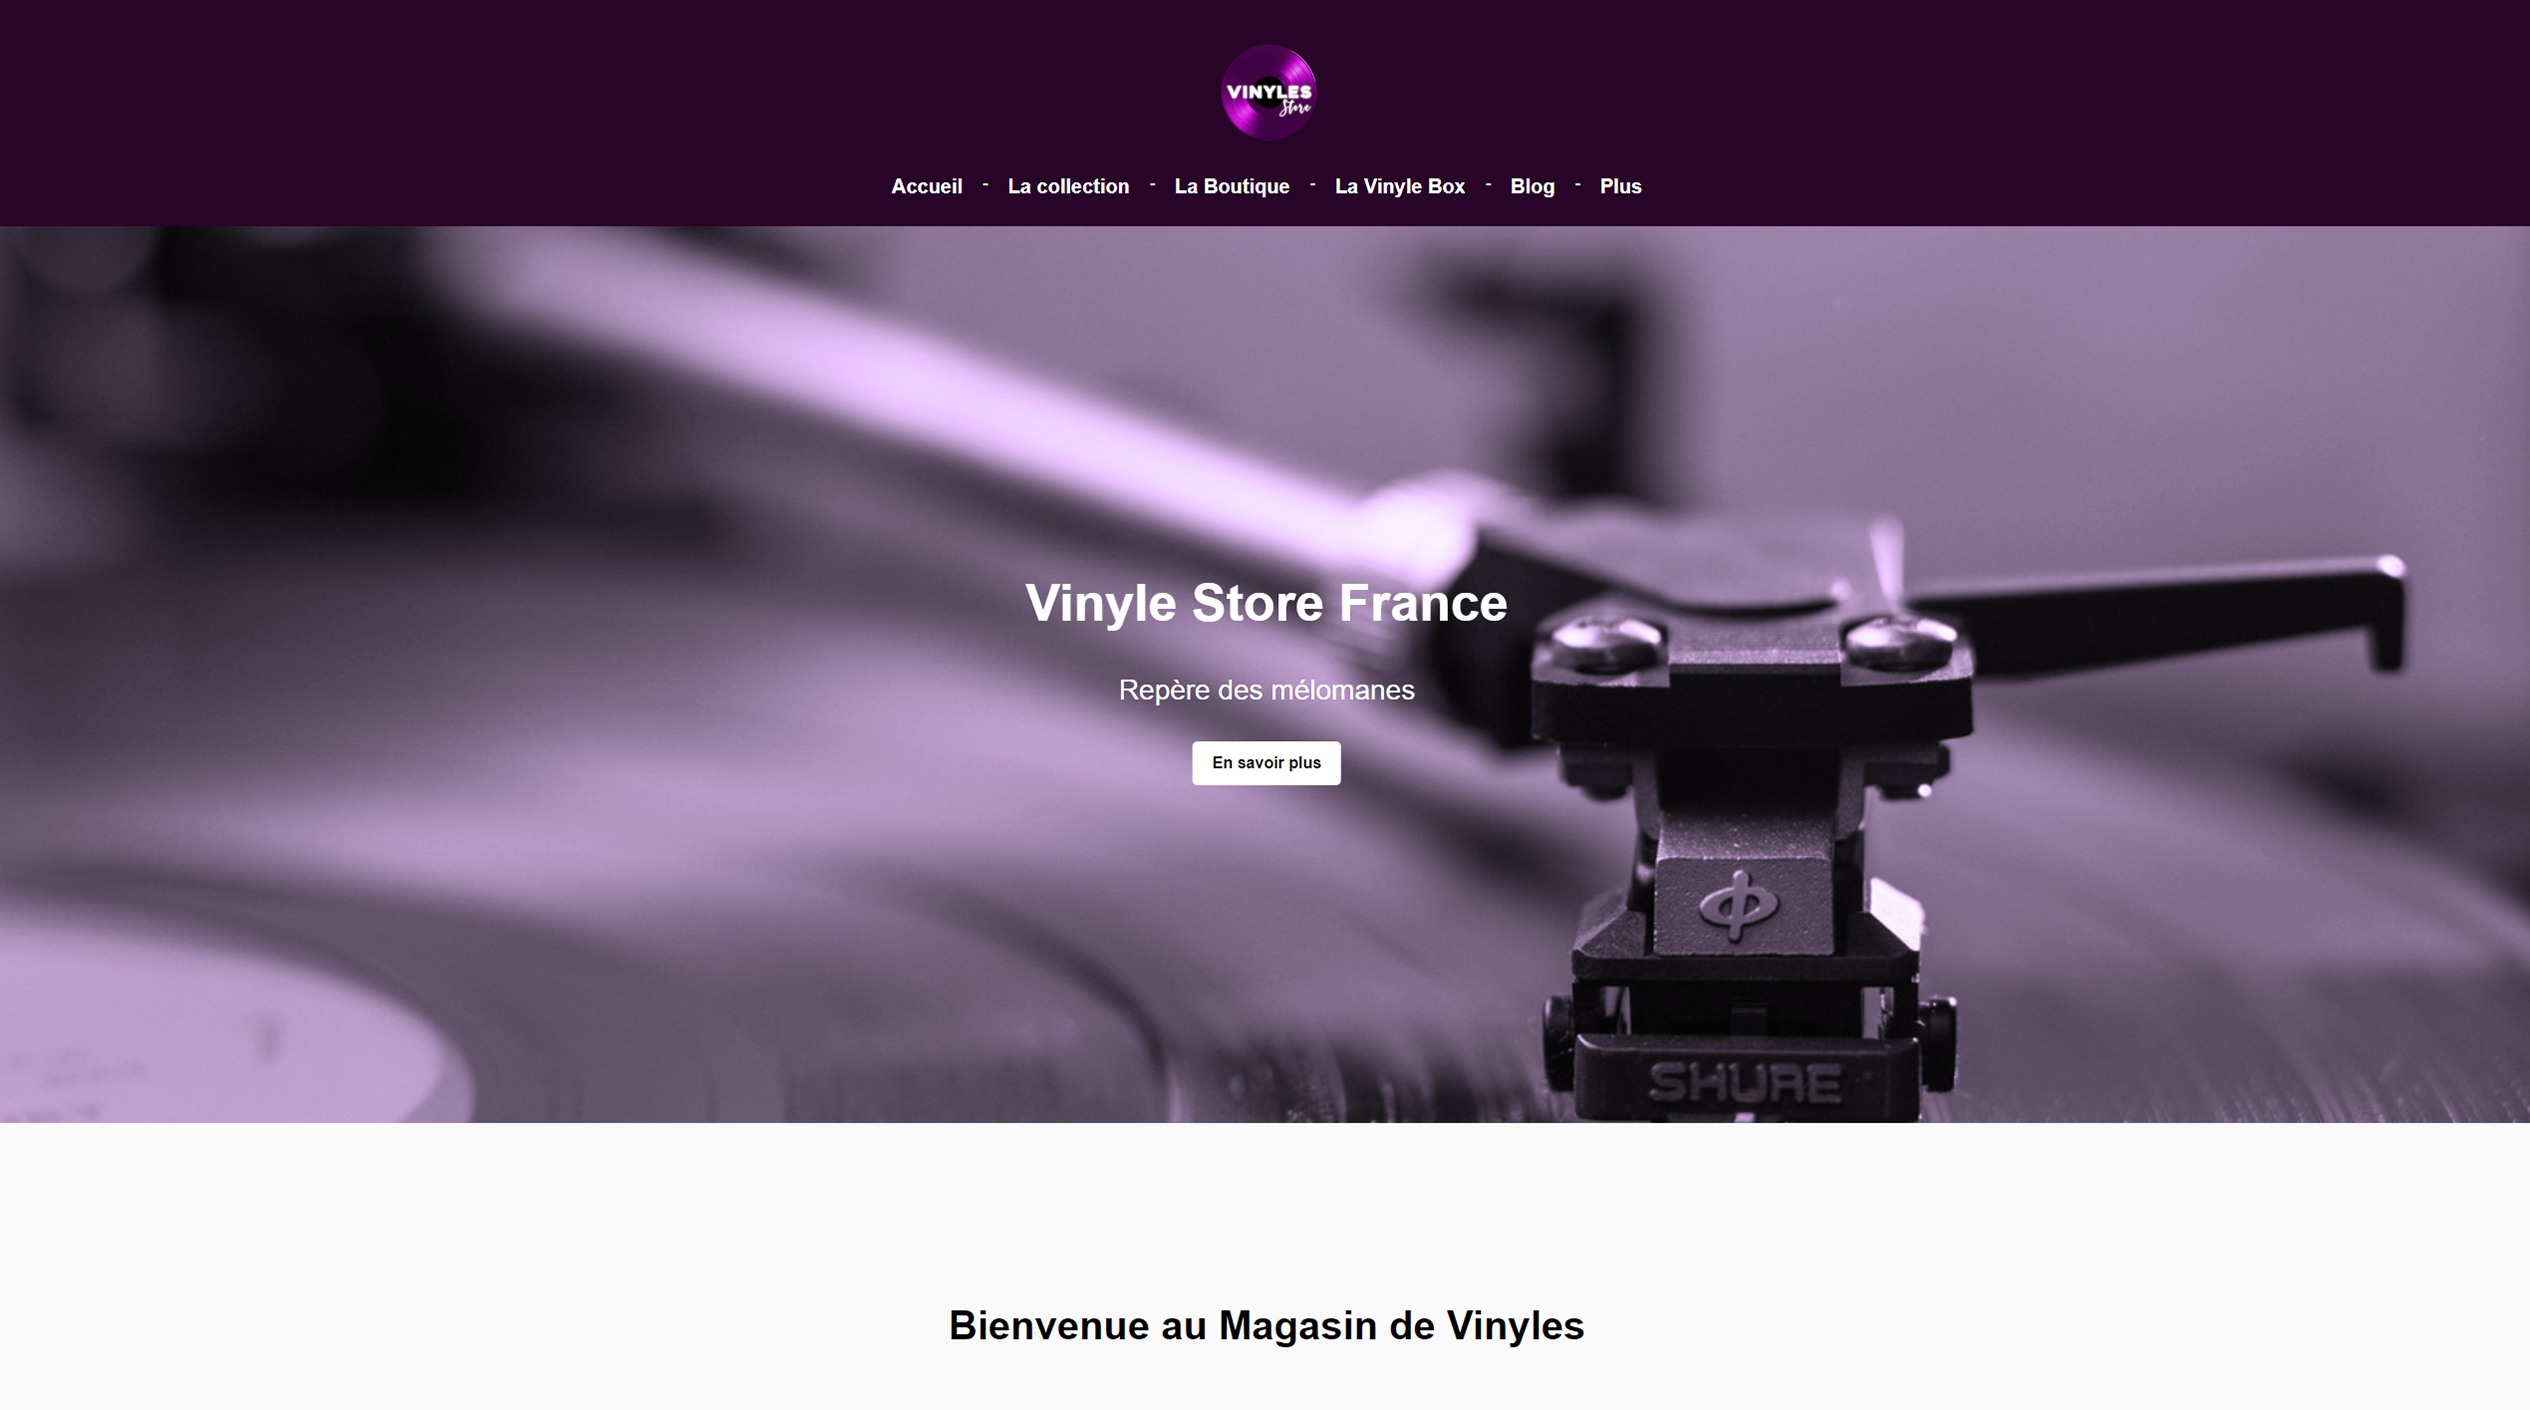 VINYLES
Store
Accueil - La collection - La Boutique - La Vinyle Box - Blog - Plus
Vinyle Store France
Repère des mélomanes
En savoir plus
SHURE
Bienvenue au Magasin de Vinyles